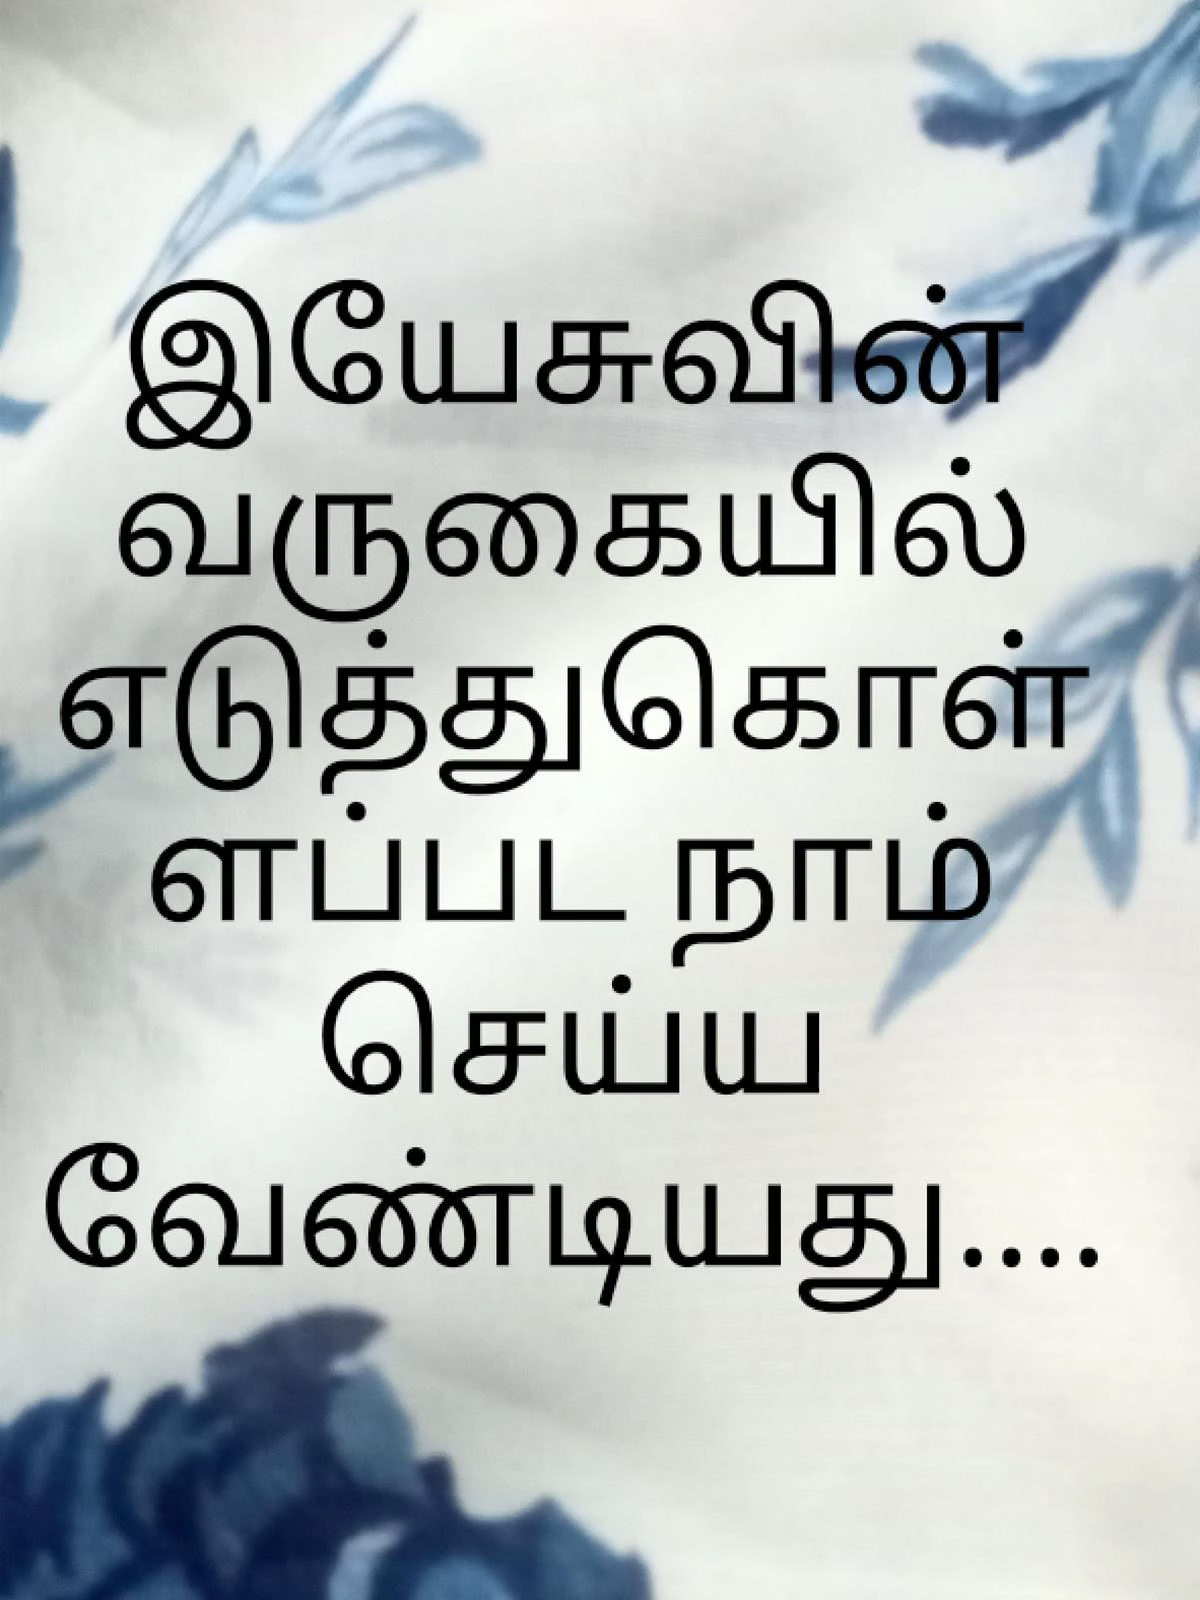 இயேசுவின்
வருகையில்
எடுத்துகொள்
ளப்பட நாம்
செய்ய
வேண்டியது....